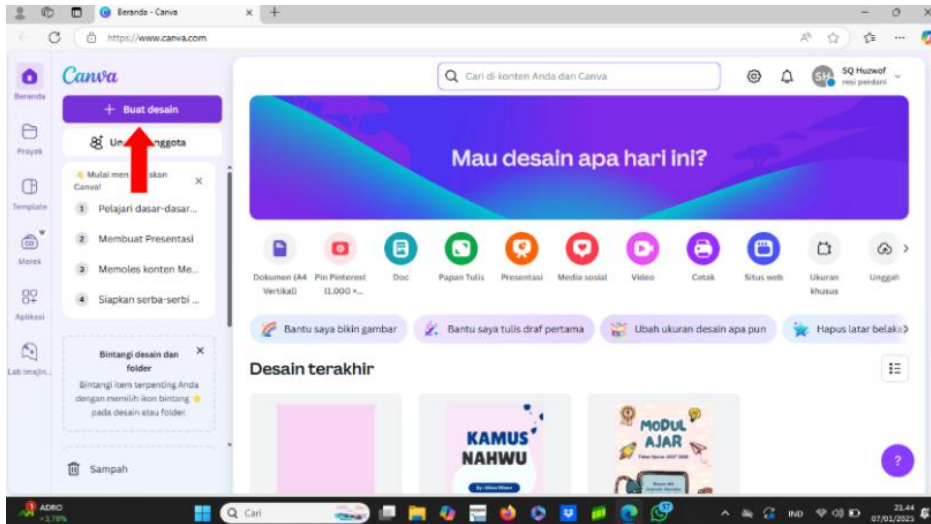 Beranda - Canva
https://www.canva.com
Canva
Cari di konten Anda dan Canva
SH
SQ Huzwof
resi perdani
Beranda
Proyek
Template
Merek
Aplikasi
Lab Imajin...
+ Buat desain
Mulai men
Canva!
1 Pelajari dasar-dasar...
2 Membuat Presentasi
3 Memoles konten Me...
4 Siapkan serba-serbi ...
Bintangi desain dan
folder
Bintangi item terpenting Anda
dengan memilih ikon bintang
pada desain atau folder.
Sampah
Mau desain apa hari ini?
Dokumen (A4
Vertikal)
Pin Pinterest
(1.000 ×...
Doc
Papan Tulis
Presentasi
Media sosial
Video
Cetak
Situs web
Ukuran
khusus
Unggah
Bantu saya bikin gambar
Bantu saya tulis draf pertama
Ubah ukuran desain apa pun
Hapus latar belaka
Desain terakhir
KAMUS
NAHWU
MODUL
AJAR
?
ADRO
+3,78%
Cari
IND
21.44
07/01/2025